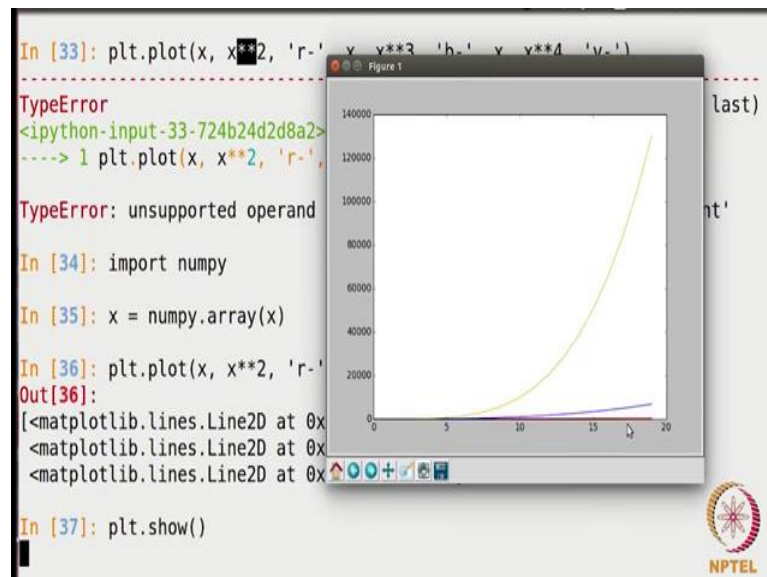 In [33]: plt.plot(x, x**2, 'r-', x, x**3, 'b-', x, x**4, 'y-')
Figure 1
TypeError last)
<ipython-input-33-724b24d2d8a2>
----> 1 plt.plot(x, x**2, 'r-',
TypeError: unsupported operand nt'
In [34]: import numpy
In [35]: x = numpy.array(x)
In [36]: plt.plot(x, x**2, 'r-'
Out[36]:
[<matplotlib.lines.Line2D at 0x
<matplotlib.lines.Line2D at 0x
<matplotlib.lines.Line2D at 0x
In [37]: plt.show()
140000
120000
100000
80000
60000
40000
20000
0
0 5 10 15 20
NPTEL